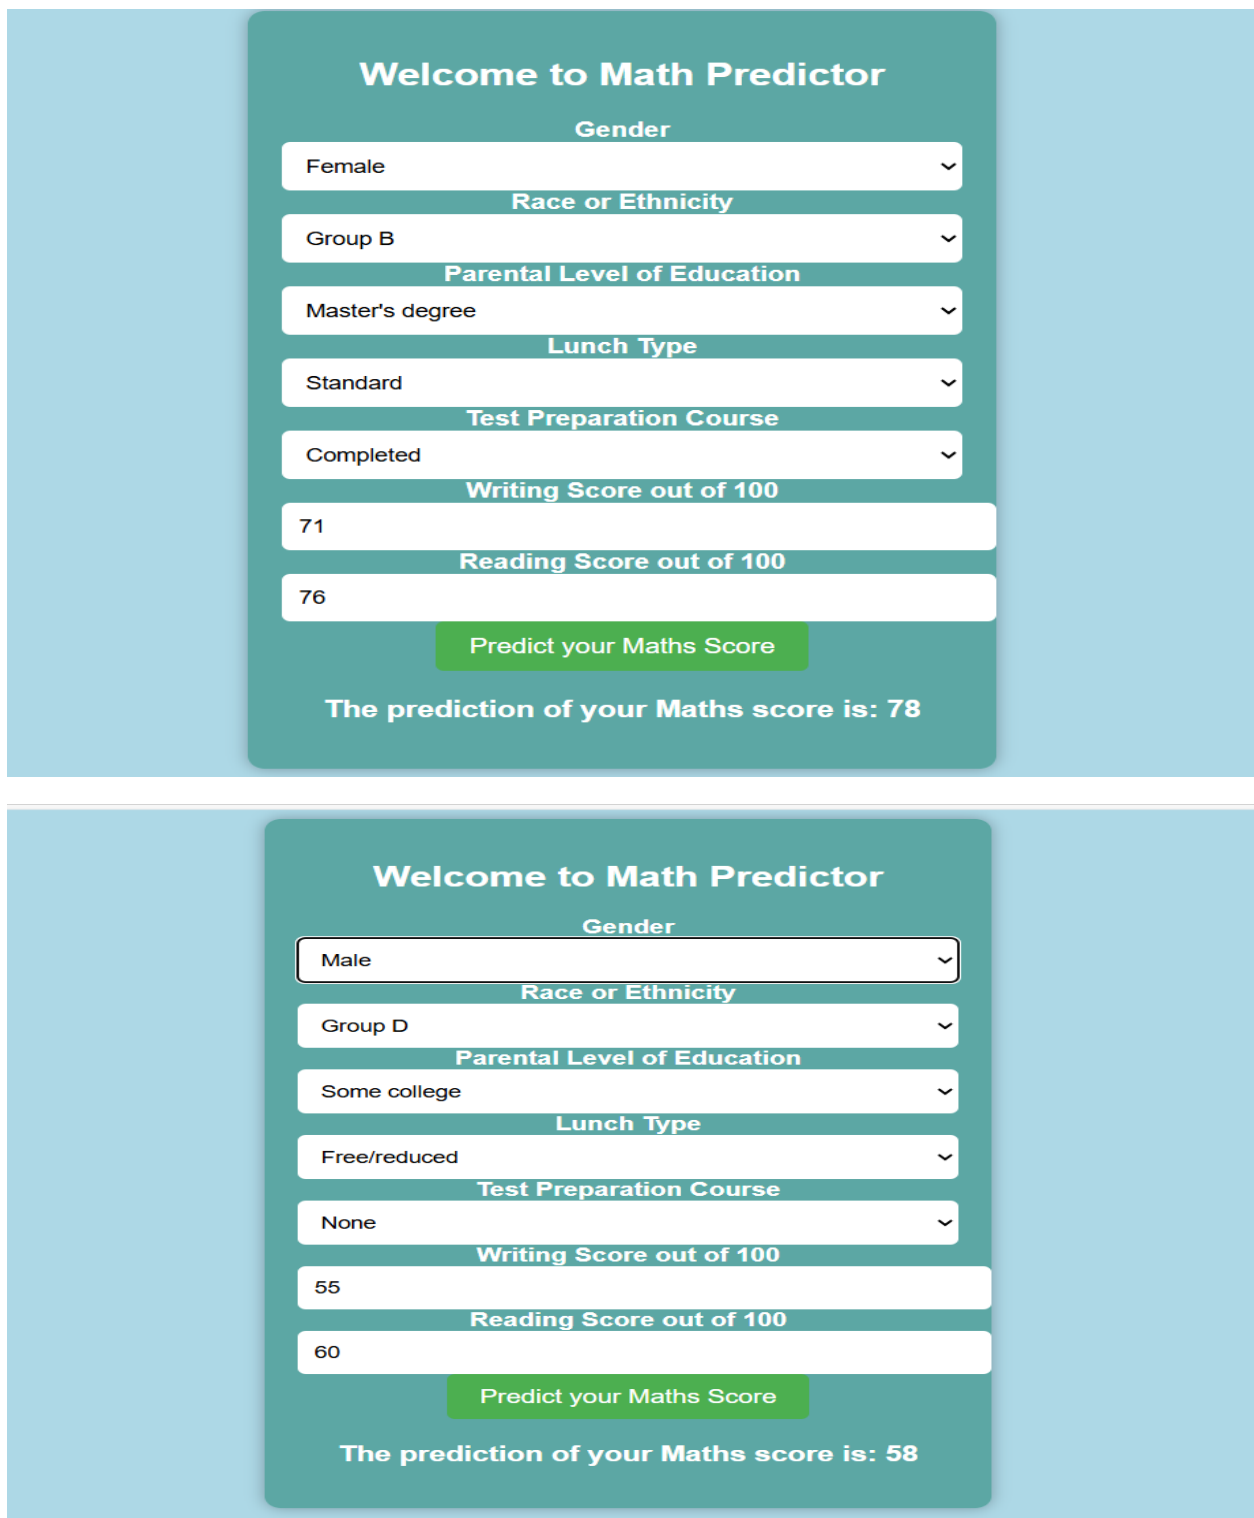 Welcome to Math Predictor
Gender
Female
Race or Ethnicity
Group B
Parental Level of Education
Master's degree
Lunch Type
Standard
Test Preparation Course
Completed
Writing Score out of 100
71
Reading Score out of 100
76
Predict your Maths Score
The prediction of your Maths score is: 78
Welcome to Math Predictor
Gender
Male
Race or Ethnicity
Group D
Parental Level of Education
Some college
Lunch Type
Free/reduced
Test Preparation Course
None
Writing Score out of 100
55
Reading Score out of 100
60
Predict your Maths Score
The prediction of your Maths score is: 58